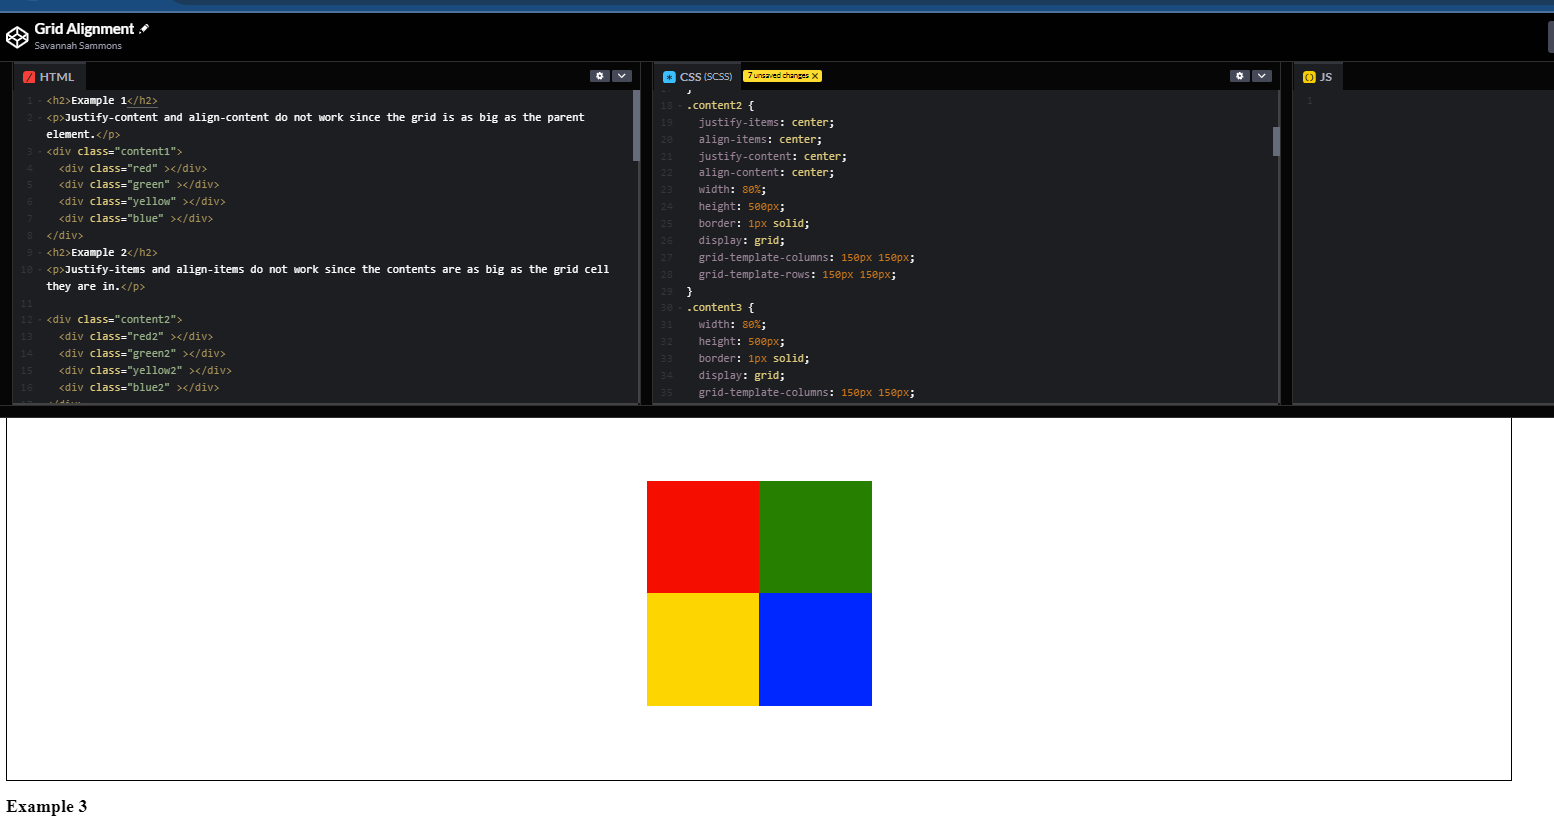 Grid Alignment
Savannah Sammons
HTML
1 <h2>Example 1</h2>
2 <p>Justify-content and align-content do not work since the grid is as big as the parent
element.</p>
3 <div class="content1">
4 <div class="red" ></div>
5 <div class="green" ></div>
6 <div class="yellow" ></div>
7 <div class="blue" ></div>
8 </div>
9 <h2>Example 2</h2>
10 <p>Justify-items and align-items do not work since the contents are as big as the grid cell
they are in.</p>
11
12 <div class="content2">
13 <div class="red2" ></div>
14 <div class="green2" ></div>
15 <div class="yellow2" ></div>
16 <div class="blue2" ></div>
CSS (SCSS)
7 unsaved changes X
}
18 .content2 {
19 justify-items: center;
20 align-items: center;
21 justify-content: center;
22 align-content: center;
23 width: 80%;
24 height: 500px;
25 border: 1px solid;
26 display: grid;
27 grid-template-columns: 150px 150px;
28 grid-template-rows: 150px 150px;
29 }
30 .content3 {
31 width: 80%;
32 height: 500px;
33 border: 1px solid;
34 display: grid;
35 grid-template-columns: 150px 150px;
JS
1
Example 3